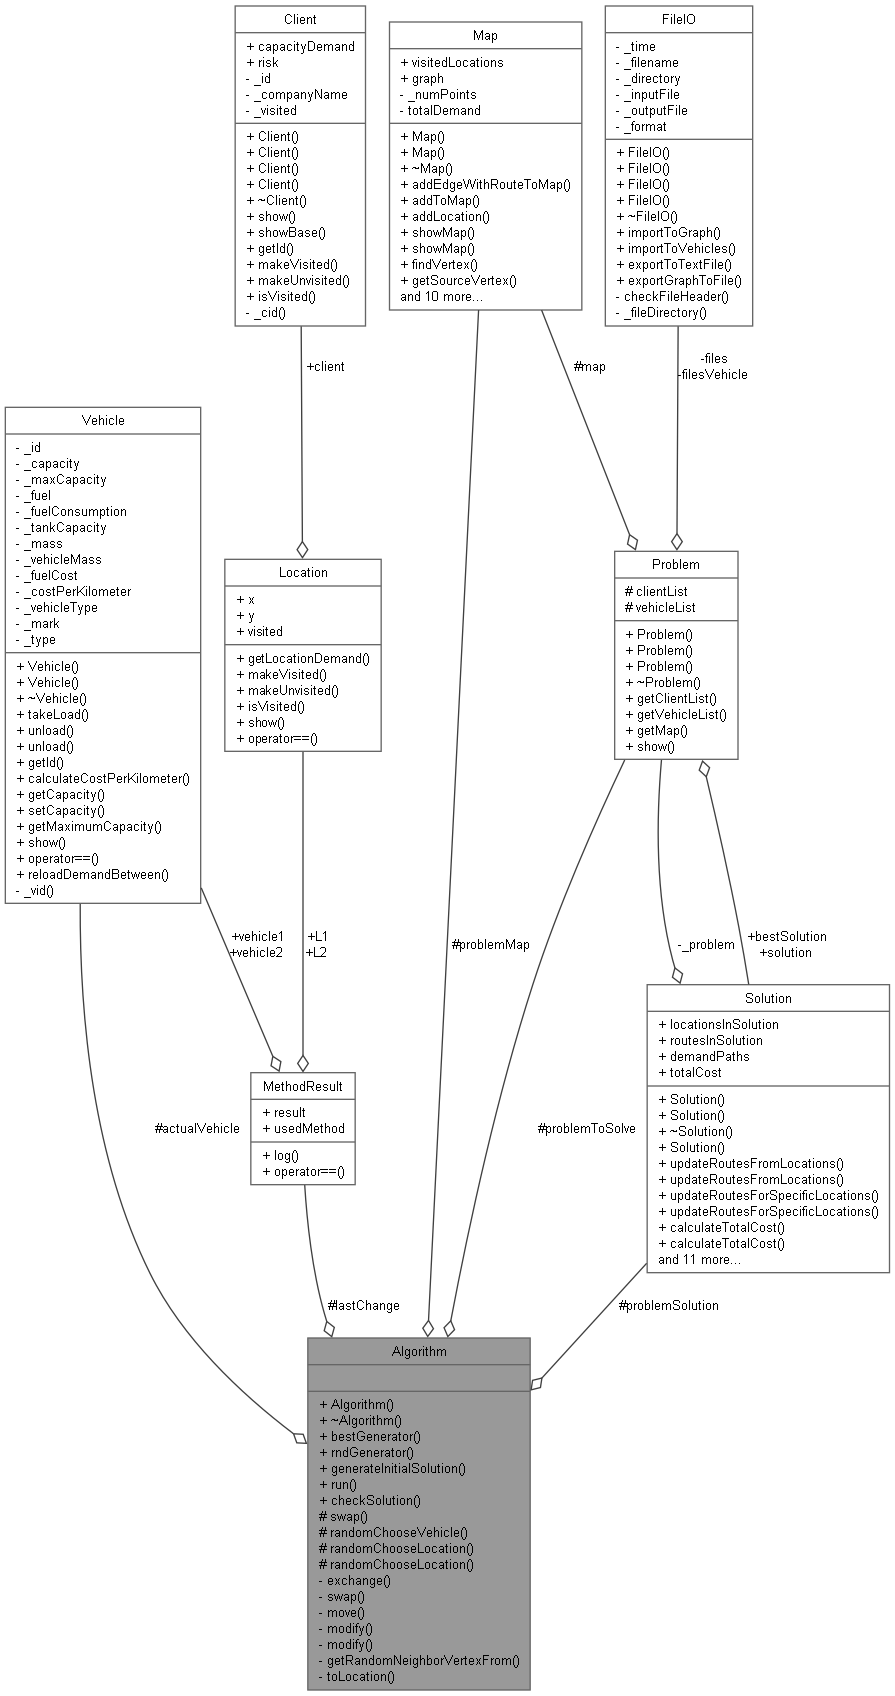 Client
+ capacityDemand
+ risk
- _id
- _companyName
- _visited
+ Client()
+ Client()
+ Client()
+ Client()
+ ~Client()
+ show()
+ showBase()
+ getId()
+ makeVisited()
+ makeUnvisited()
+ isVisited()
- _cid()
Map
+ visitedLocations
+ graph
- _numPoints
- totalDemand
+ Map()
+ Map()
+ ~Map()
+ addEdgeWithRouteToMap()
+ addToMap()
+ addLocation()
+ showMap()
+ showMap()
+ findVertex()
+ getSourceVertex()
and 10 more...
FileIO
- _time
- _filename
- _directory
- _inputFile
- _outputFile
- _format
+ FileIO()
+ FileIO()
+ FileIO()
+ FileIO()
+ ~FileIO()
+ importToGraph()
+ importToVehicles()
+ exportToTextFile()
+ exportGraphToFile()
- checkFileHeader()
- _fileDirectory()
+client
#map
-files
-filesVehicle
Vehicle
- _id
- _capacity
- _maxCapacity
- _fuel
- _fuelConsumption
- _tankCapacity
- _mass
- _vehicleMass
- _fuelCost
- _costPerKilometer
- _vehicleType
- _mark
- _type
+ Vehicle()
+ Vehicle()
+ ~Vehicle()
+ takeLoad()
+ unload()
+ unload()
+ getId()
+ calculateCostPerKilometer()
+ getCapacity()
+ setCapacity()
+ getMaximumCapacity()
+ show()
+ operator==()
+ reloadDemandBetween()
- _vid()
Location
+ x
+ y
+ visited
+ getLocationDemand()
+ makeVisited()
+ makeUnvisited()
+ isVisited()
+ show()
+ operator==()
Problem
# clientList
# vehicleList
+ Problem()
+ Problem()
+ Problem()
+ ~Problem()
+ getClientList()
+ getVehicleList()
+ getMap()
+ show()
+vehicle1
+vehicle2
+L1
+L2
#problemMap
-_problem
+bestSolution
+solution
Solution
+ locationsInSolution
+ routesInSolution
+ demandPaths
+ totalCost
+ Solution()
+ Solution()
+ ~Solution()
+ Solution()
+ updateRoutesFromLocations()
+ updateRoutesFromLocations()
+ updateRoutesForSpecificLocations()
+ updateRoutesForSpecificLocations()
+ calculateTotalCost()
+ calculateTotalCost()
and 11 more...
MethodResult
+ result
+ usedMethod
+ log()
+ operator==()
#actualVehicle
#problemToSolve
#lastChange
#problemSolution
Algorithm
+ Algorithm()
+ ~Algorithm()
+ bestGenerator()
+ rndGenerator()
+ generateInitialSolution()
+ run()
+ checkSolution()
# swap()
# randomChooseVehicle()
# randomChooseLocation()
# randomChooseLocation()
- exchange()
- swap()
- move()
- modify()
- modify()
- getRandomNeighborVertexFrom()
- toLocation()